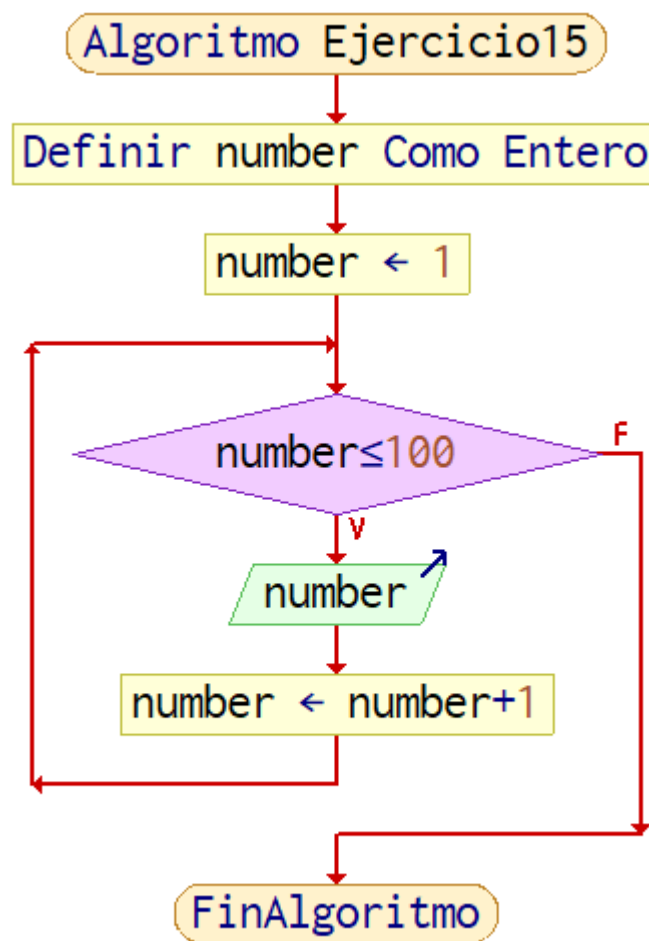 Algoritmo Ejercicio15
Definir number Como Entero
number ← 1
number≤100
F
V
number
number ← number+1
FinAlgoritmo